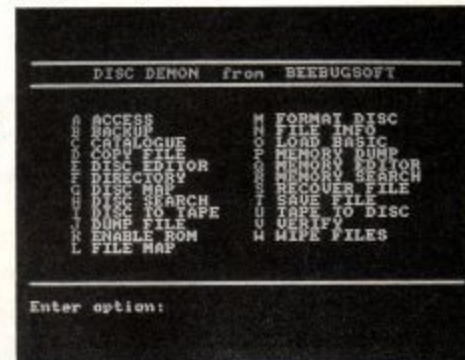 DISC DEMON from BEEBUGSOFT
A ACCESS
B BACKUP
C CATALOGUE
D COPY FILE
E DISC EDITOR
F DIRECTORY
G DISC MAP
H DISC SEARCH
I DISC TO TAPE
J DUMP FILE
K ENABLE ROM
L FILE MAP
M FORMAT DISC
N FILE INFO
O LOAD BASIC
P MEMORY DUMP
Q MEM EDITOR
R MEMORY SEARCH
S RECOVER FILE
T SAVE FILE
U TAPE TO DISC
V VERIFY
W WIPE FILES
Enter option: